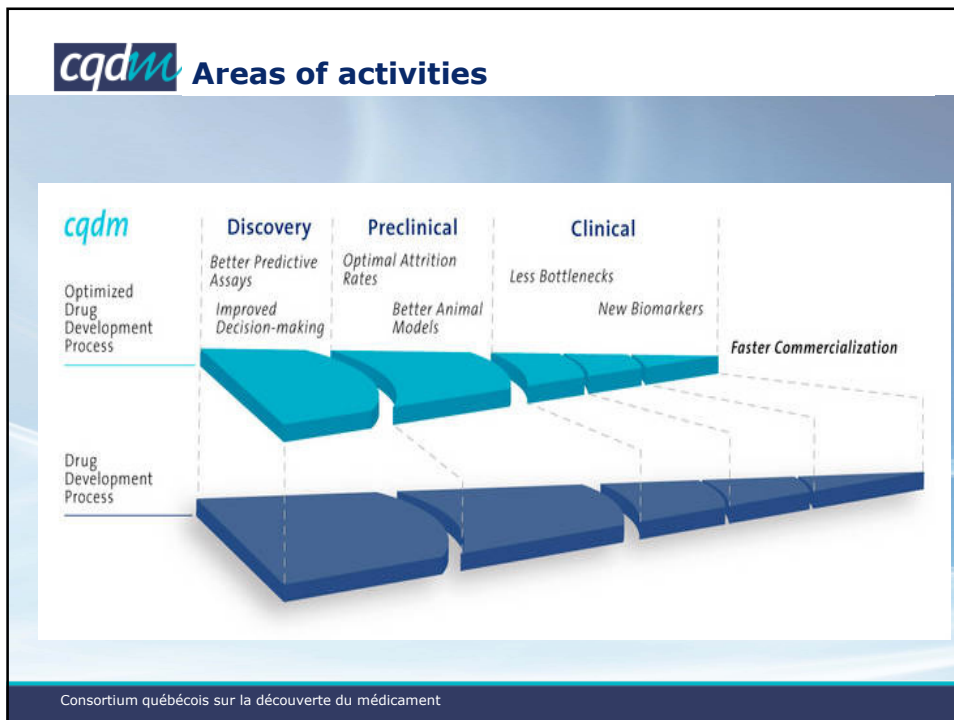 cqdm Areas of activities
cqdm
Discovery
Preclinical
Clinical
Better Predictive
Assays
Improved
Decision-making
Optimal Attrition
Rates
Better Animal
Models
Less Bottlenecks
New Biomarkers
Optimized
Drug
Development
Process
Faster Commercialization
Drug
Development
Process
Consortium québécois sur la découverte du médicament